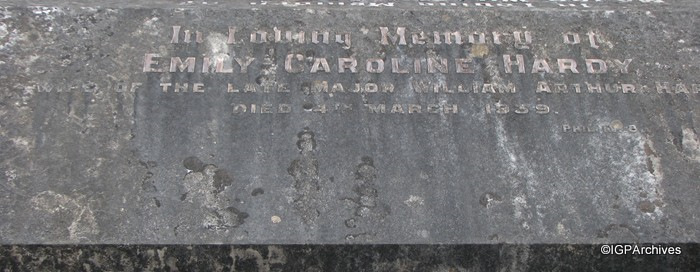 In Loving Memory of
EMILY CAROLINE HARDY
WIFE OF THE LATE MAJOR WILLIAM ARTHUR HAR
DIED 4TH MARCH 1939.
©IGPArchives